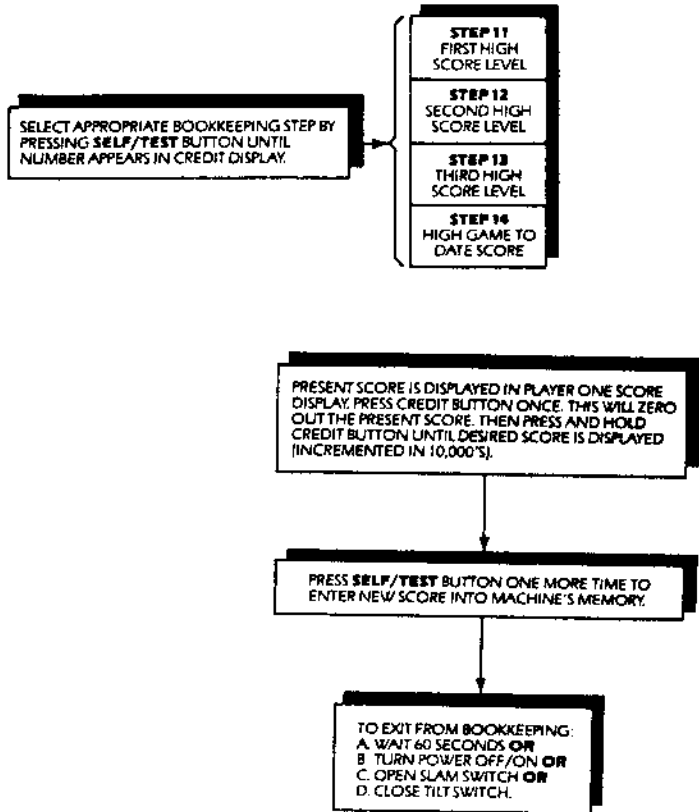 STEP 11
FIRST HIGH
SCORE LEVEL
SELECT APPROPRIATE BOOKKEEPING STEP BY
PRESSING SELF/TEST BUTTON UNTIL
NUMBER APPEARS IN CREDIT DISPLAY.
STEP 12
SECOND HIGH
SCORE LEVEL
STEP 13
THIRD HIGH
SCORE LEVEL
STEP 14
HIGH GAME TO
DATE SCORE
PRESENT SCORE IS DISPLAYED IN PLAYER ONE SCORE
DISPLAY. PRESS CREDIT BUTTON ONCE. THIS WILL ZERO
OUT THE PRESENT SCORE. THEN PRESS AND HOLD
CREDIT BUTTON UNTIL DESIRED SCORE IS DISPLAYED
(INCREMENTED IN 10,000'S).
PRESS SELF/TEST BUTTON ONE MORE TIME TO
ENTER NEW SCORE INTO MACHINE'S MEMORY.
TO EXIT FROM BOOKKEEPING:
A. WAIT 60 SECONDS OR
B. TURN POWER OFF/ON OR
C. OPEN SLAM SWITCH OR
D. CLOSE TILT SWITCH.